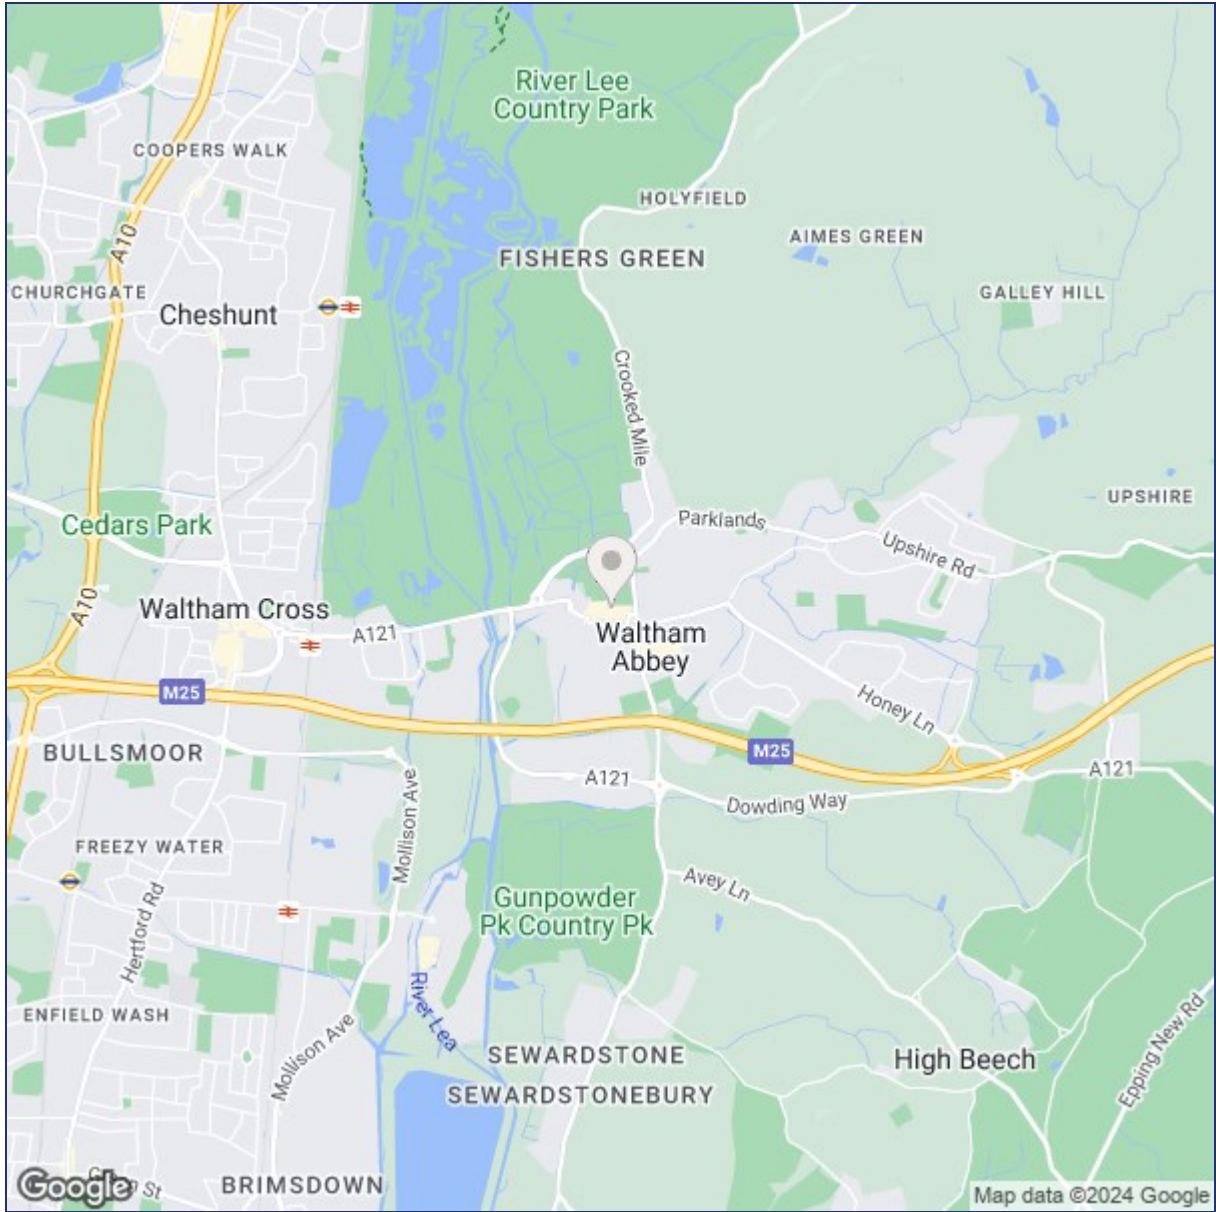 River Lee
Country Park
COOPERS WALK
HOLYFIELD
A10
AIMES GREEN
FISHERS GREEN
CHURCHGATE
GALLEY HILL
Cheshunt
Crooked Mile
UPSHIRE
Cedars Park
Parklands
Upshire Rd
A10
Waltham Cross
A121
Waltham
Abbey
M25
Honey Ln
BULLSMOOR
M25
A121
A121
Dowding Way
Mollison Ave
FREEZY WATER
Avey Ln
Gunpowder
Pk Country Pk
Hertford Rd
River Lea
ENFIELD WASH
Mollison Ave
SEWARDSTONE
High Beech
Epping New Rd
SEWARDSTONEBURY
BRIMSDOWN
Google
St
Map data ©2024 Google